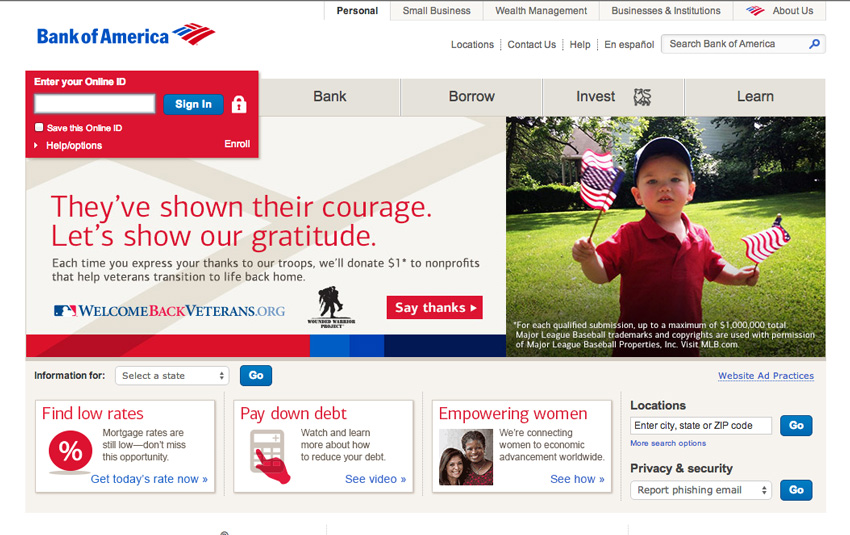 Personal
Small Business
Wealth Management
Businesses & Institutions
About Us
Bank of America
Locations
Contact Us
Help
En español
Search Bank of America
Enter your Online ID
Sign In
Save this Online ID
Help/options
Enroll
Bank
Borrow
Invest
Learn
They've shown their courage.
Let's show our gratitude.
Each time you express your thanks to our troops, we'll donate $1* to nonprofits
that help veterans transition to life back home.
WELCOMEBACKVETERANS.ORG
WOUNDED WARRIOR
PROJECT
Say thanks
*For each qualified submission, up to a maximum of $1,000,000 total.
Major League Baseball trademarks and copyrights are used with permission
of Major League Baseball Properties, Inc. Visit MLB.com.
Information for:
Select a state
Go
Website Ad Practices
Find low rates
%
Mortgage rates are
still low—don't miss
this opportunity.
Get today's rate now »
Pay down debt
Watch and learn
more about how
to reduce your debt.
See video »
Empowering women
We're connecting
women to economic
advancement worldwide.
See how »
Locations
Enter city, state or ZIP code
Go
More search options
Privacy & security
Report phishing email
Go